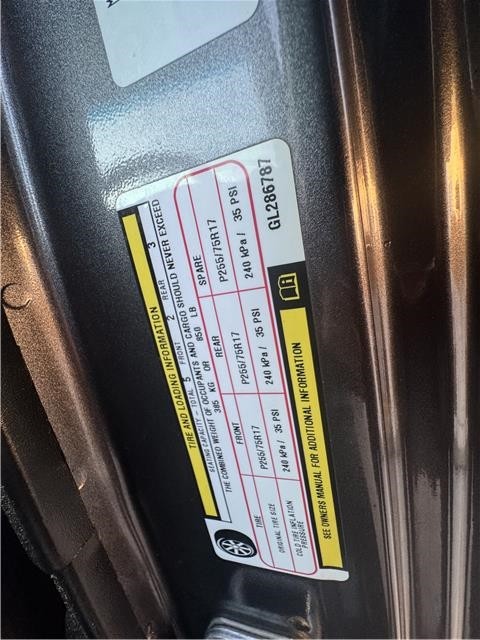 TIRE AND LOADING INFORMATION
SEATING CAPACITY - TOTAL 5 FRONT 2 REAR 3
THE COMBINED WEIGHT OF OCCUPANTS AND CARGO SHOULD NEVER EXCEED
385 KG OR 850 LB
TIRE FRONT REAR SPARE
ORIGINAL TIRE SIZE P255/75R17 P255/75R17 P255/75R17
COLD TIRE INFLATION PRESSURE 240 kPa/ 35 PSI 240 kPa/ 35 PSI 240 kPa/ 35 PSI
SEE OWNERS MANUAL FOR ADDITIONAL INFORMATION
GL286787